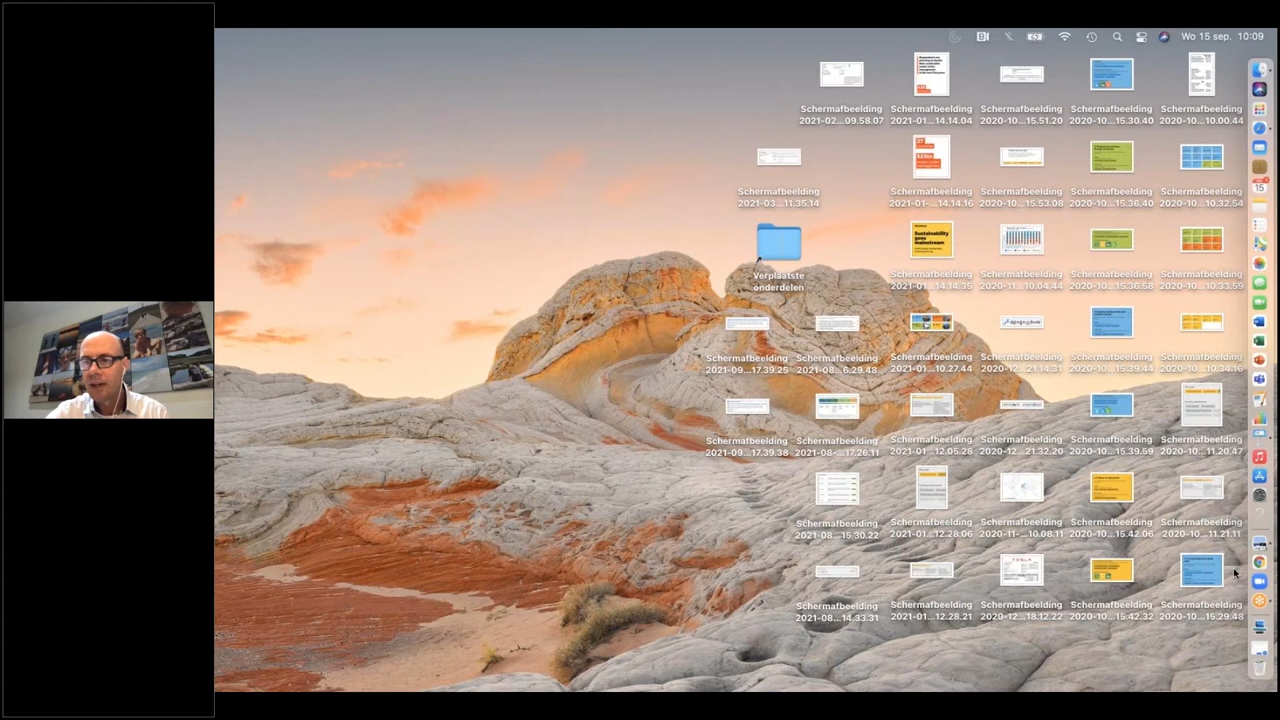 Wo 15 sep. 10:09
Schermafbeelding
2021-02...09.58.07
Schermafbeelding
2021-01...14.14.04
Schermafbeelding
2020-10...15.51.20
Schermafbeelding
2020-10...15.30.40
Schermafbeelding
2020-10...10.00.44
Schermafbeelding
2021-03...11.35.14
Schermafbeelding
2021-01-...14.14.16
Schermafbeelding
2020-10...15.53.08
Schermafbeelding
2020-10...15.36.40
Schermafbeelding
2020-10...10.32.54
Sustainability
goes
mainstream
Verplaatste
onderdelen
Schermafbeelding
2021-01...14.14.35
Schermafbeelding
2020-11...10.04.44
Schermafbeelding
2020-10...15.36.58
Schermafbeelding
2020-10...10.33.59
Schermafbeelding
2021-09...17.39.25
Schermafbeelding
2021-08...6.29.48
Schermafbeelding
2021-01...10.27.44
Schermafbeelding
2020-12...21.14.31
Schermafbeelding
2020-10...15.39.44
Schermafbeelding
2020-10...10.34.16
Schermafbeelding
2021-09...17.39.38
Schermafbeelding
2021-08-...17.26.11
Schermafbeelding
2021-01...12.05.28
Schermafbeelding
2020-12...21.32.20
Schermafbeelding
2020-10...15.39.59
Schermafbeelding
2020-10...11.20.47
Schermafbeelding
2021-08...15.30.22
Schermafbeelding
2021-01...12.28.06
Schermafbeelding
2020-11-...10.08.11
Schermafbeelding
2020-10...15.42.06
Schermafbeelding
2020-10...11.21.11
Schermafbeelding
2021-08...14.33.31
Schermafbeelding
2021-01...12.28.21
Schermafbeelding
2020-12...18.12.22
Schermafbeelding
2020-10...15.42.32
Schermafbeelding
2020-10...15.29.48
15